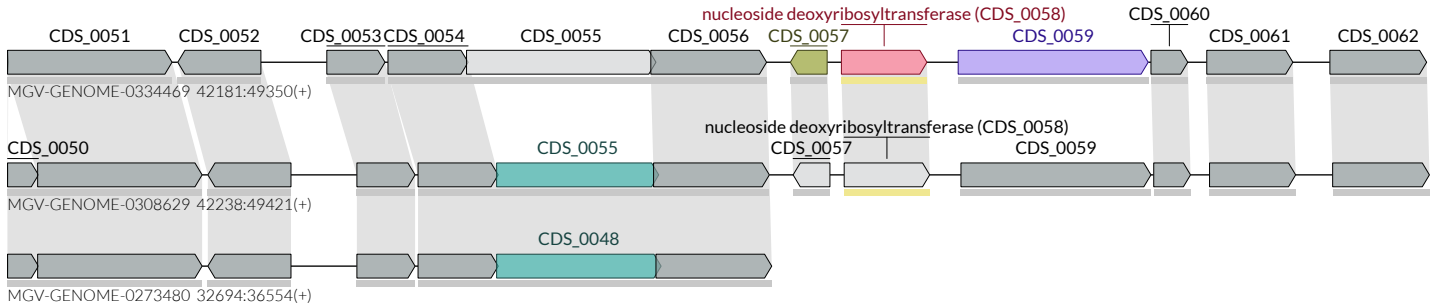 nucleoside deoxyribosyltransferase (CDS_0058)
CDS_0060
CDS_0051 CDS_0052 CDS_0053 CDS_0054 CDS_0055 CDS_0056 CDS_0057 CDS_0059 CDS_0061 CDS_0062
MGV-GENOME-0334469 42181:49350(+)
nucleoside deoxyribosyltransferase (CDS_0058)
CDS_0050 CDS_0055 CDS_0057 CDS_0059
MGV-GENOME-0308629 42238:49421(+)
CDS_0048
MGV-GENOME-0273480 32694:36554(+)